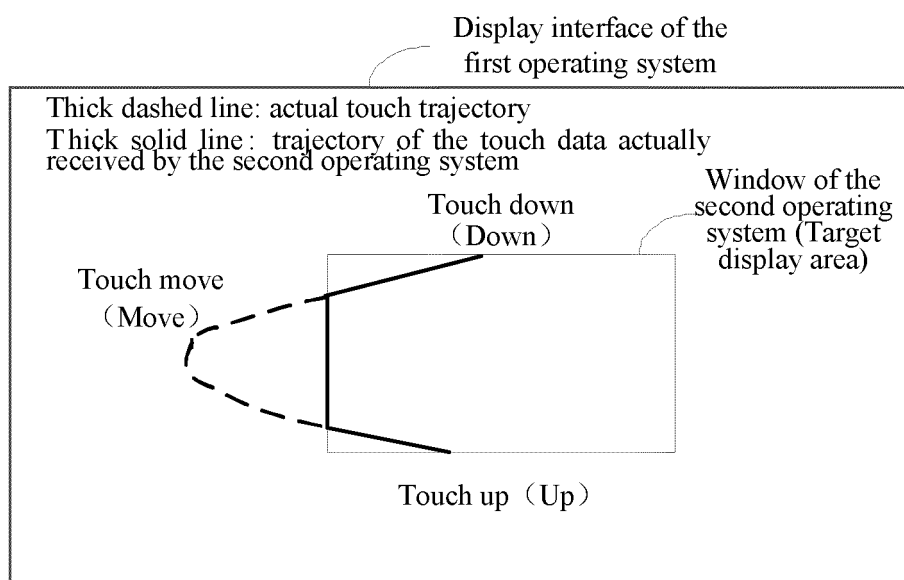 Display interface of the
first operating system
Thick dashed line: actual touch trajectory
Thick solid line: trajectory of the touch data actually
received by the second operating system
Window of the
second operating
system (Target
display area)
Touch down
（Down）
Touch move
（Move）
Touch up（Up）